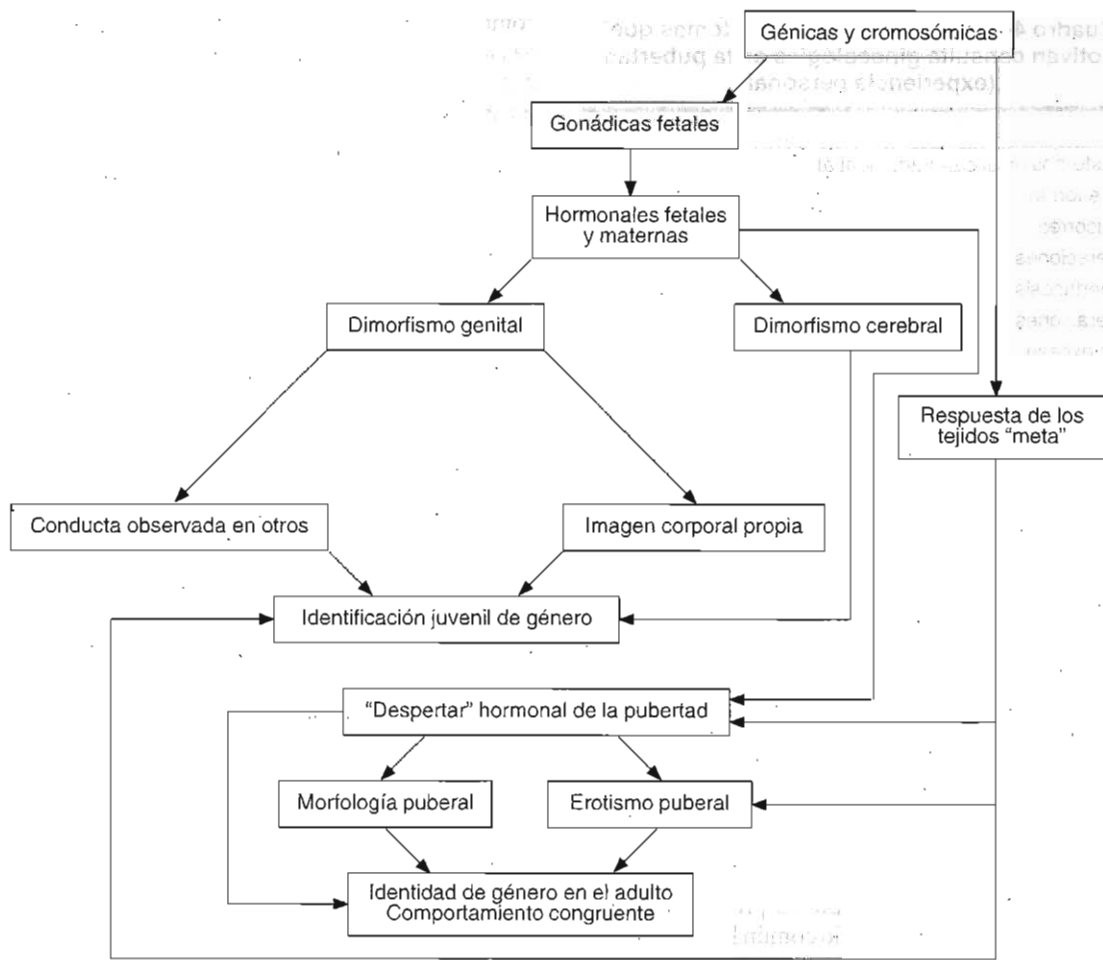 Génicas y cromosómicas
Gonádicas fetales
Hormonales fetales
y maternas
Dimorfismo genital
Dimorfismo cerebral
Respuesta de los
tejidos “meta”
Conducta observada en otros
Imagen corporal propia
Identificación juvenil de género
“Despertar” hormonal de la pubertad
Morfología puberal
Erotismo puberal
Identidad de género en el adulto
Comportamiento congruente